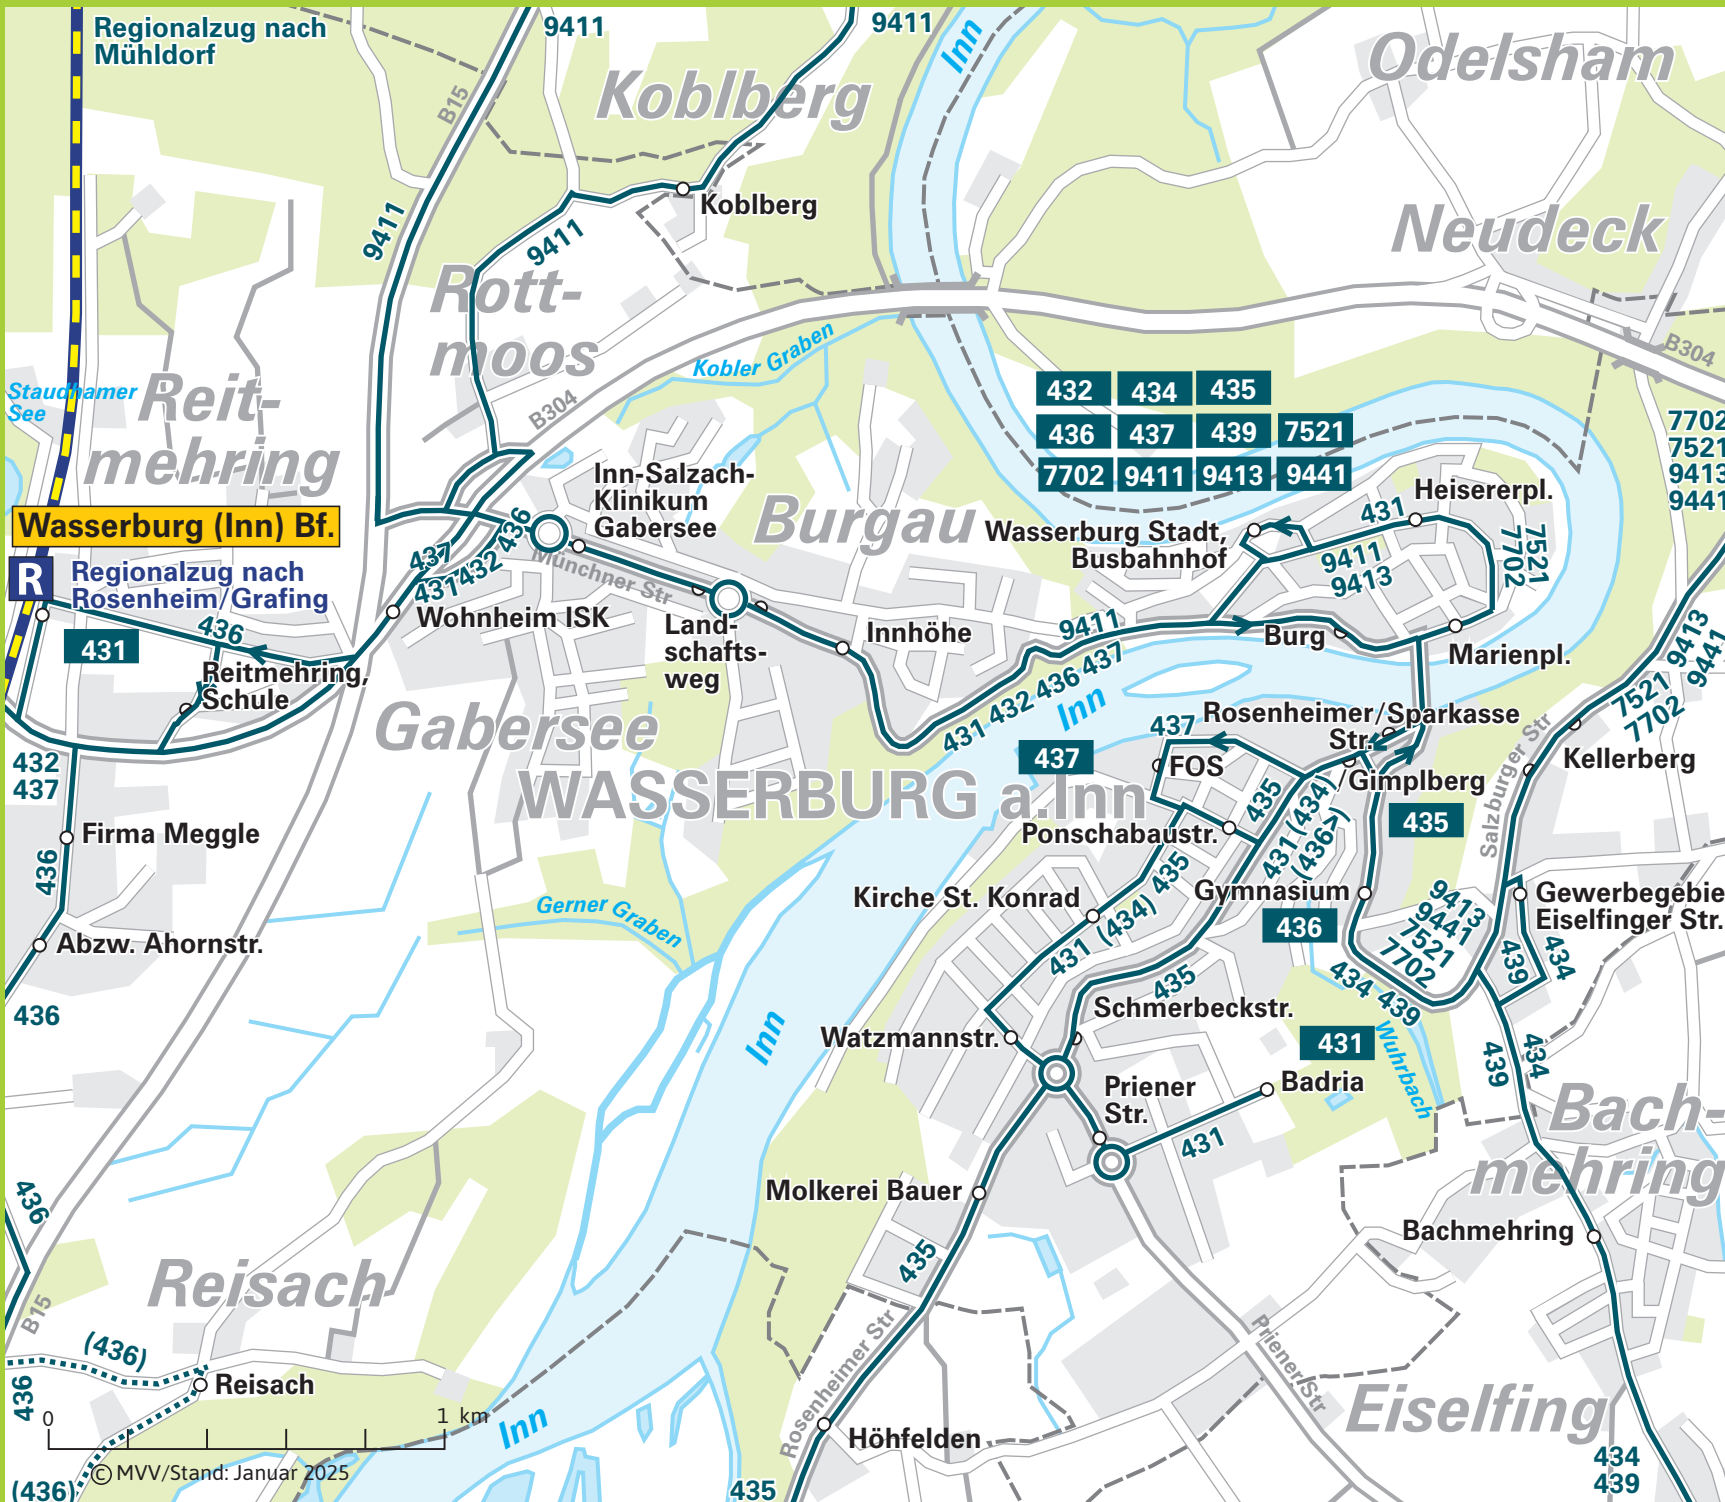 Regionalzug nach
Mühldorf
9411
9411
Inn
Odelsham
Koblberg
B15
Koblberg
9411
9411
Neudeck
Rott-
moos
Kobler Graben
B304
B304
Staudhamer
See
Reit-
mehring
432 434 435
436 437 439 7521
7702 9411 9413 9441
7702
7521
9413
9441
Inn-Salzach-
Klinikum
Gabersee
Burgau
Heisererpl.
431
Wasserburg Stadt,
Busbahnhof
9411
9413
7521
7702
Wasserburg (Inn) Bf.
R
Regionalzug nach
Rosenheim/Grafing
436
437
431
432
Münchner Str
Wohnheim ISK
431
436
Reitmehring,
Schule
Land-
schafts-
weg
Innhöhe
9411
Burg
Marienpl.
431 432 436 437
Inn
9413
9441
7521
7702
Gabersee
Rosenheimer/Sparkasse
Str.
437
437
FOS
/Gimplberg
Kellerberg
Salzburger Str
432
437
WASSERBURG a.Inn
435
435
Firma Meggle
Ponschabaustr.
431 (434)
(436>)
436
435
Kirche St. Konrad
Gymnasium
436
9413
9441
7521
7702
Gewerbegebie
Eiselfinger Str.
Gerner Graben
Abzw. Ahornstr.
431 (434)
435
434 439
439
434
436
Schmerbeckstr.
Watzmannstr.
Inn
431
Wuhrbach
439
434
Badria
Priener
Str.
431
Bach-
mehring
Molkerei Bauer
436
Bachmehring
435
Reisach
B15
(436)
Rosenheimer Str
Priener Str
Reisach
436
Eiselfing
0
1 km
Inn
Höhfelden
434
439
© MVV/Stand: Januar 2025
(436)
435